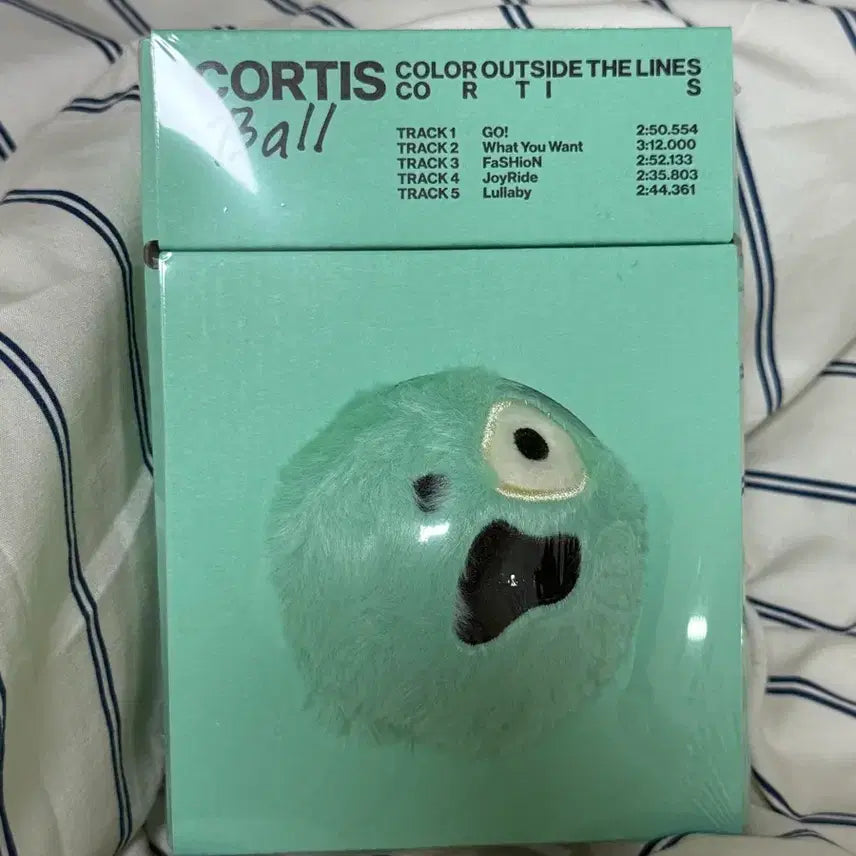 CORTIS
Ball
COLOR OUTSIDE THE LINES
CO R T I S
TRACK 1 GO! 2:50.554
TRACK 2 What You Want 3:12.000
TRACK 3 FaSHioN 2:52.133
TRACK 4 JoyRide 2:35.803
TRACK 5 Lullaby 2:44.361